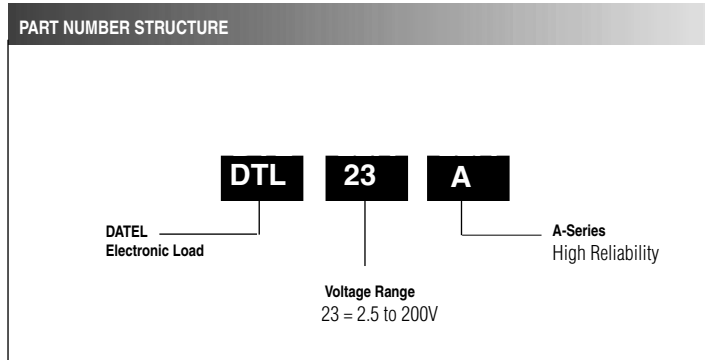 PART NUMBER STRUCTURE
DTL 23 A
DATEL
Electronic Load
A-Series
High Reliability
Voltage Range
23 = 2.5 to 200V